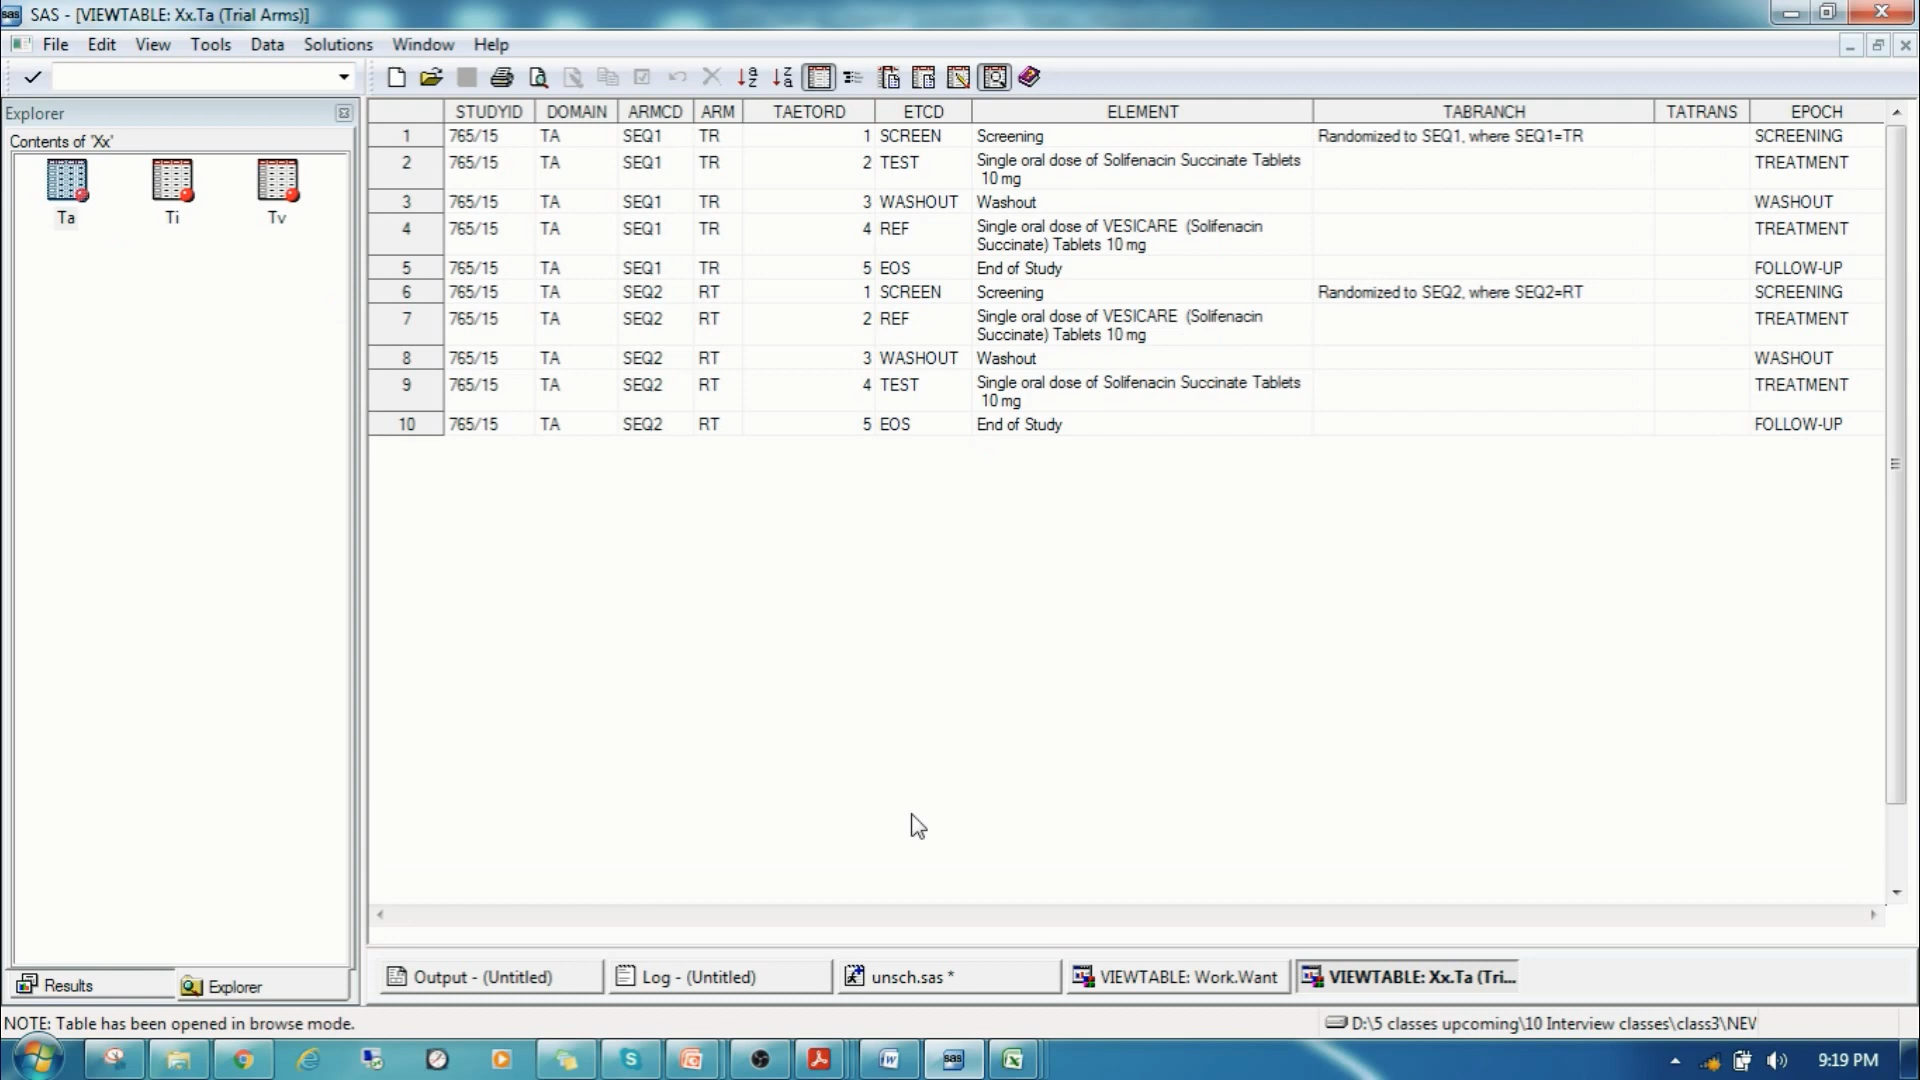 SAS - [VIEWTABLE: Xx.Ta (Trial Arms)]
File Edit View Tools Data Solutions Window Help
Explorer
Contents of 'Xx'
Ta Ti Tv
STUDYID DOMAIN ARMCD ARM TAETORD ETCD ELEMENT TABRANCH TATRANS EPOCH
1 765/15 TA SEQ1 TR 1 SCREEN Screening Randomized to SEQ1, where SEQ1=TR SCREENING
2 765/15 TA SEQ1 TR 2 TEST Single oral dose of Solifenacin Succinate Tablets TREATMENT
10 mg
3 765/15 TA SEQ1 TR 3 WASHOUT Washout WASHOUT
4 765/15 TA SEQ1 TR 4 REF Single oral dose of VESICARE (Solifenacin TREATMENT
Succinate) Tablets 10 mg
5 765/15 TA SEQ1 TR 5 EOS End of Study FOLLOW-UP
6 765/15 TA SEQ2 RT 1 SCREEN Screening Randomized to SEQ2, where SEQ2=RT SCREENING
7 765/15 TA SEQ2 RT 2 REF Single oral dose of VESICARE (Solifenacin TREATMENT
Succinate) Tablets 10 mg
8 765/15 TA SEQ2 RT 3 WASHOUT Washout WASHOUT
9 765/15 TA SEQ2 RT 4 TEST Single oral dose of Solifenacin Succinate Tablets TREATMENT
10 mg
10 765/15 TA SEQ2 RT 5 EOS End of Study FOLLOW-UP
Results Explorer
Output - (Untitled) Log - (Untitled) unsch.sas * VIEWTABLE: Work.Want VIEWTABLE: Xx.Ta (Tri...
NOTE: Table has been opened in browse mode. D:\5 classes upcoming\10 Interview classes\class3\NEW
9:19 PM